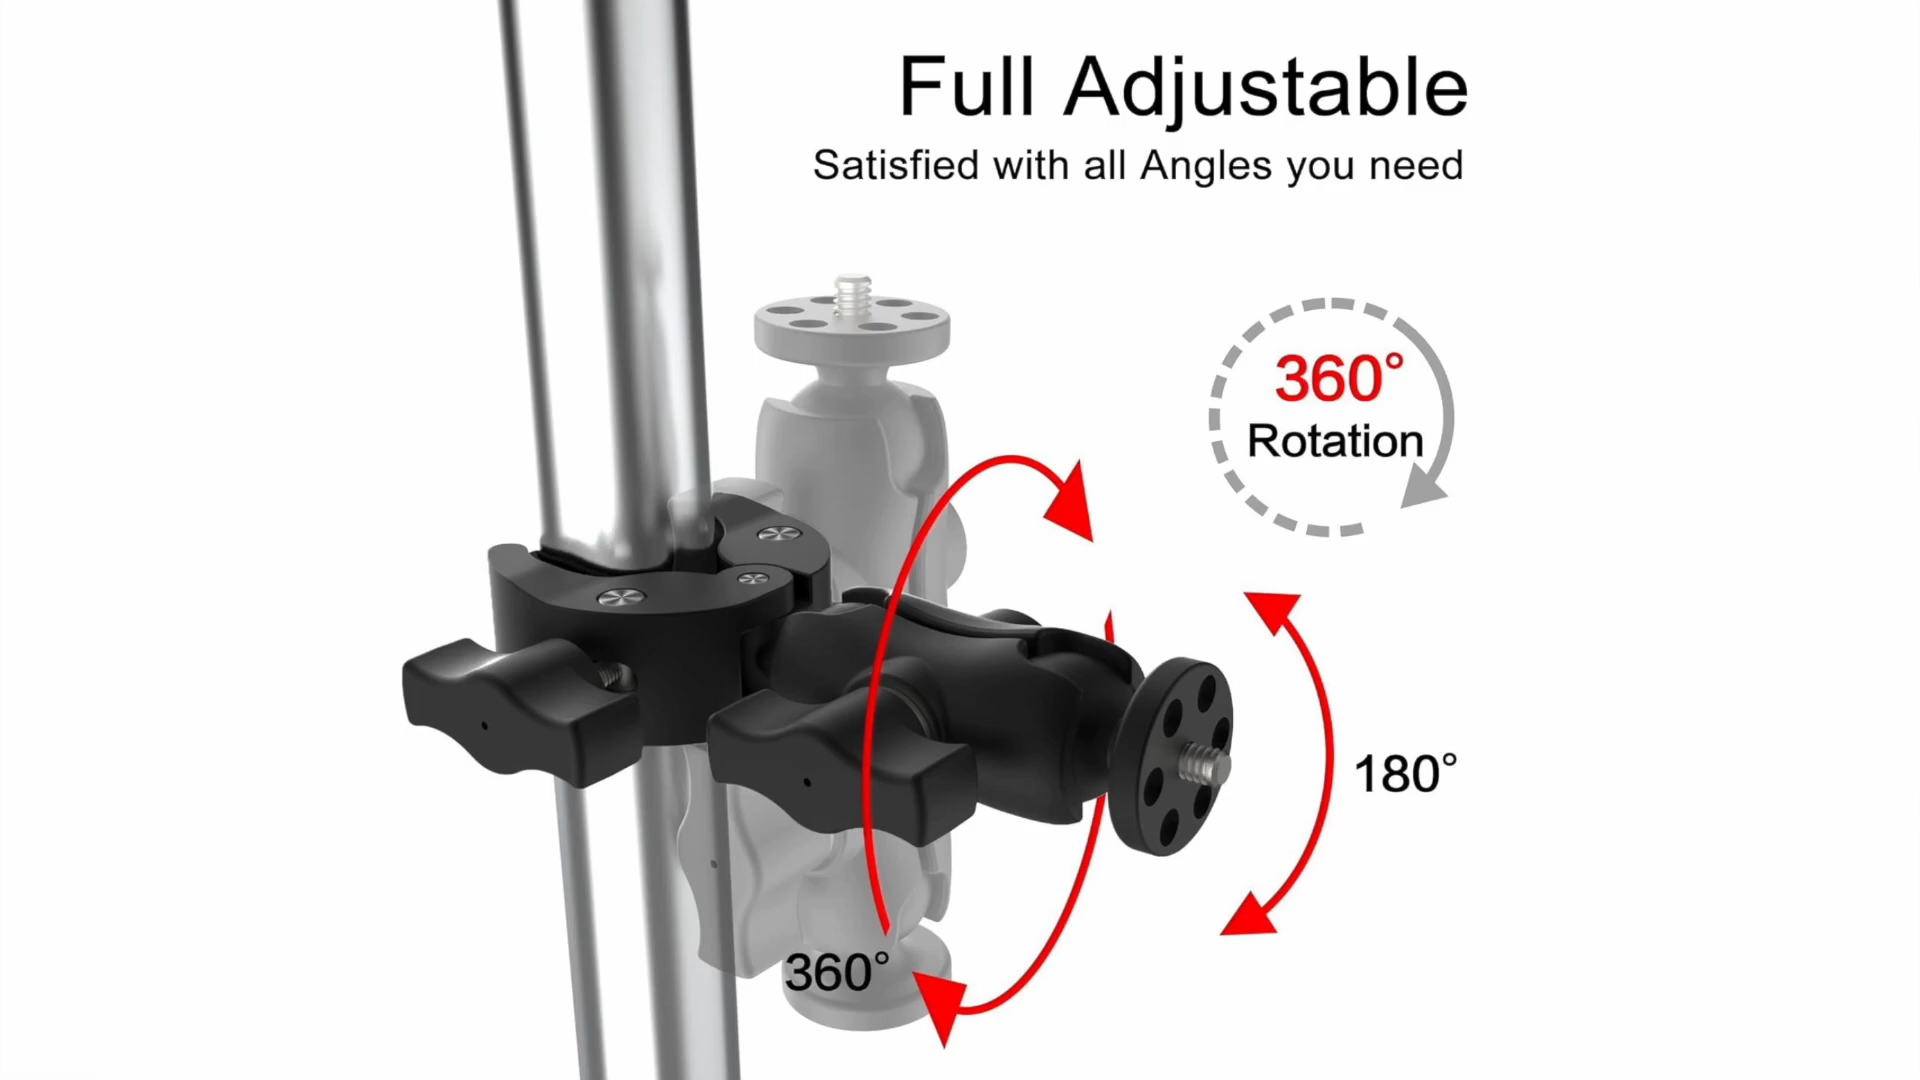 Full Adjustable
Satisfied with all Angles you need
360°
Rotation
180°
360°